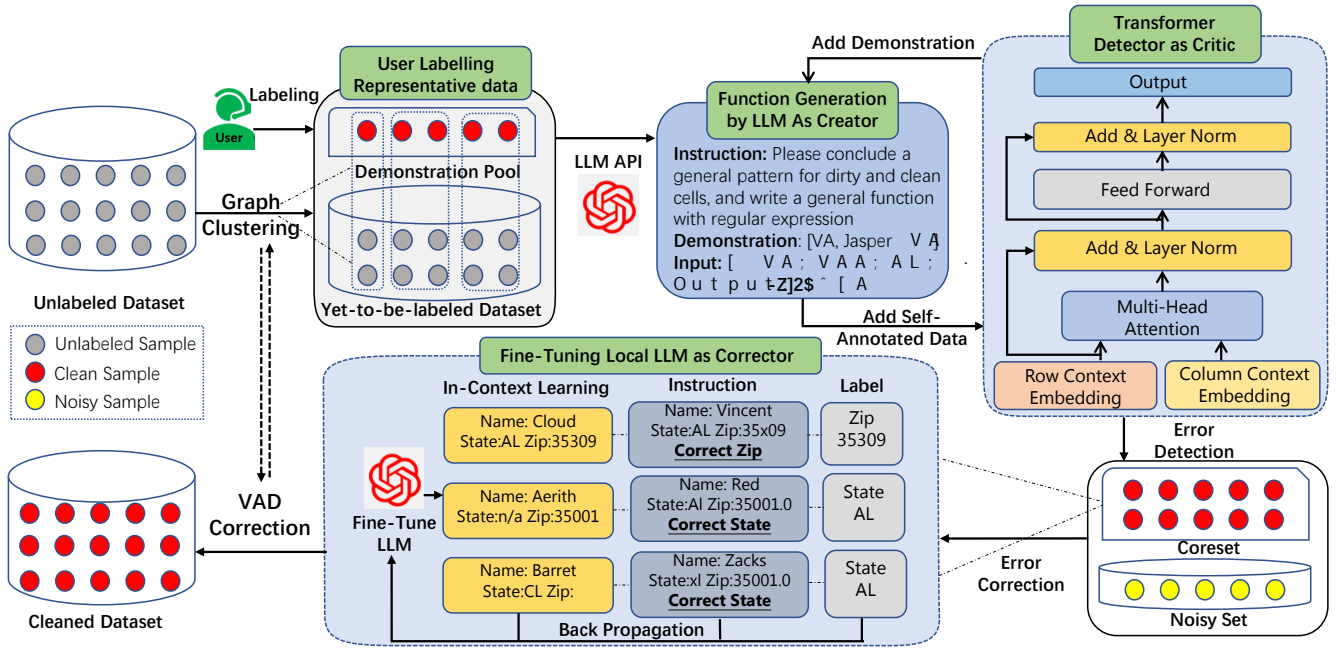 Labeling
User
Unlabeled Dataset
Graph
Clustering
Unlabeled Sample
Clean Sample
Noisy Sample
User Labelling
Representative data
Demonstration Pool
Yet-to-be-labeled Dataset
LLM API
Add Demonstration
Function Generation
by LLM As Creator
Instruction: Please conclude a
general pattern for dirty and clean
cells, and write a general function
with regular expression
Demonstration: [VA, Jasper V A]
Input: [ V A ; V A A ; A L ;
O u t p u t -Z]2$ ^ [ A
Add Self-
Annotated Data
Transformer
Detector as Critic
Output
Add & Layer Norm
Feed Forward
Add & Layer Norm
Multi-Head
Attention
Row Context
Embedding
Column Context
Embedding
Error
Detection
Coreset
Noisy Set
Error
Correction
Fine-Tuning Local LLM as Corrector
In-Context Learning
Instruction
Label
Name: Cloud
State:AL Zip:35309
Name: Vincent
State:AL Zip:35x09
Correct Zip
Zip
35309
Name: Aerith
State:n/a Zip:35001
Name: Red
State:Al Zip:35001.0
Correct State
State
AL
Name: Barret
State:CL Zip:
Name: Zacks
State:xl Zip:35001.0
Correct State
State
AL
Fine-Tune
LLM
Back Propagation
VAD
Correction
Cleaned Dataset